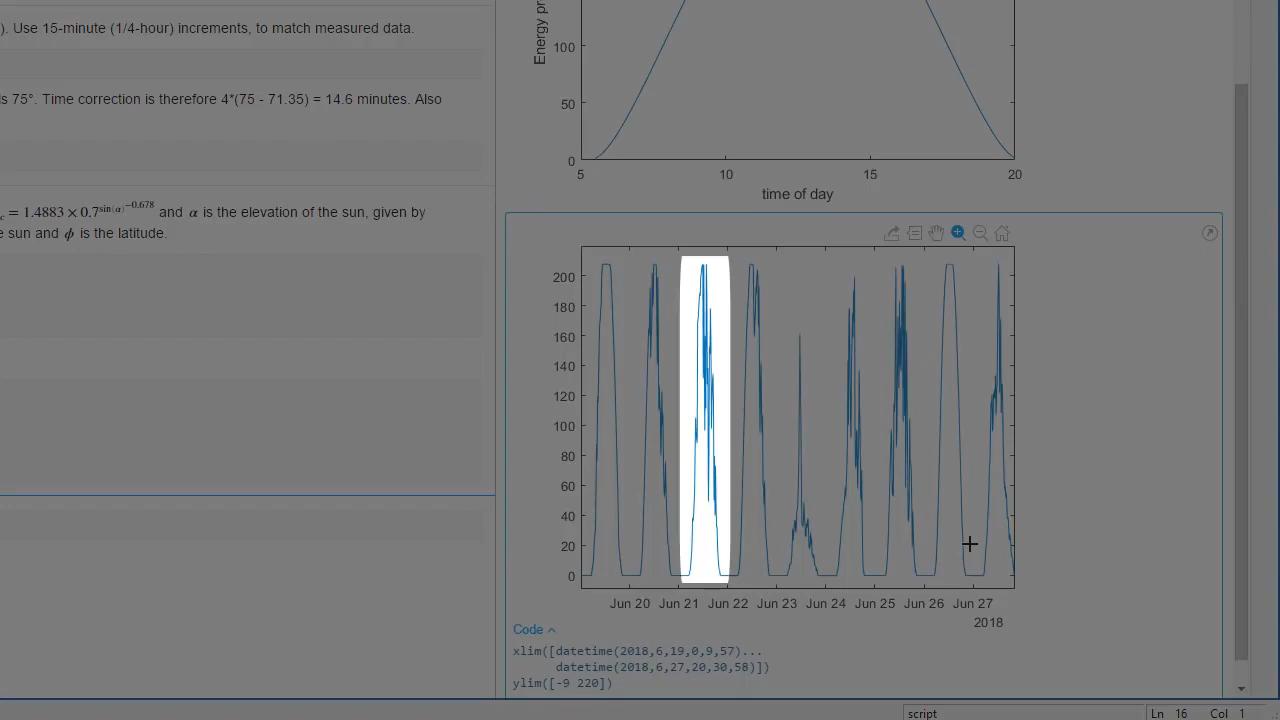 ). Use 15-minute (1/4-hour) increments, to match measured data.
is 75°. Time correction is therefore 4*(75 - 71.35) = 14.6 minutes. Also
c = 1.4883 × 0.7^sin(α)^−0.678 and α is the elevation of the sun, given by
e sun and ϕ is the latitude.
Energy pr
100
50
0
5 10 15 20
time of day
200
180
160
140
120
100
80
60
40
20
0
Jun 20 Jun 21 Jun 22 Jun 23 Jun 24 Jun 25 Jun 26 Jun 27
2018
Code
xlim([datetime(2018,6,19,0,9,57)...
datetime(2018,6,27,20,30,58)])
ylim([-9 220])
script Ln 16 Col 1